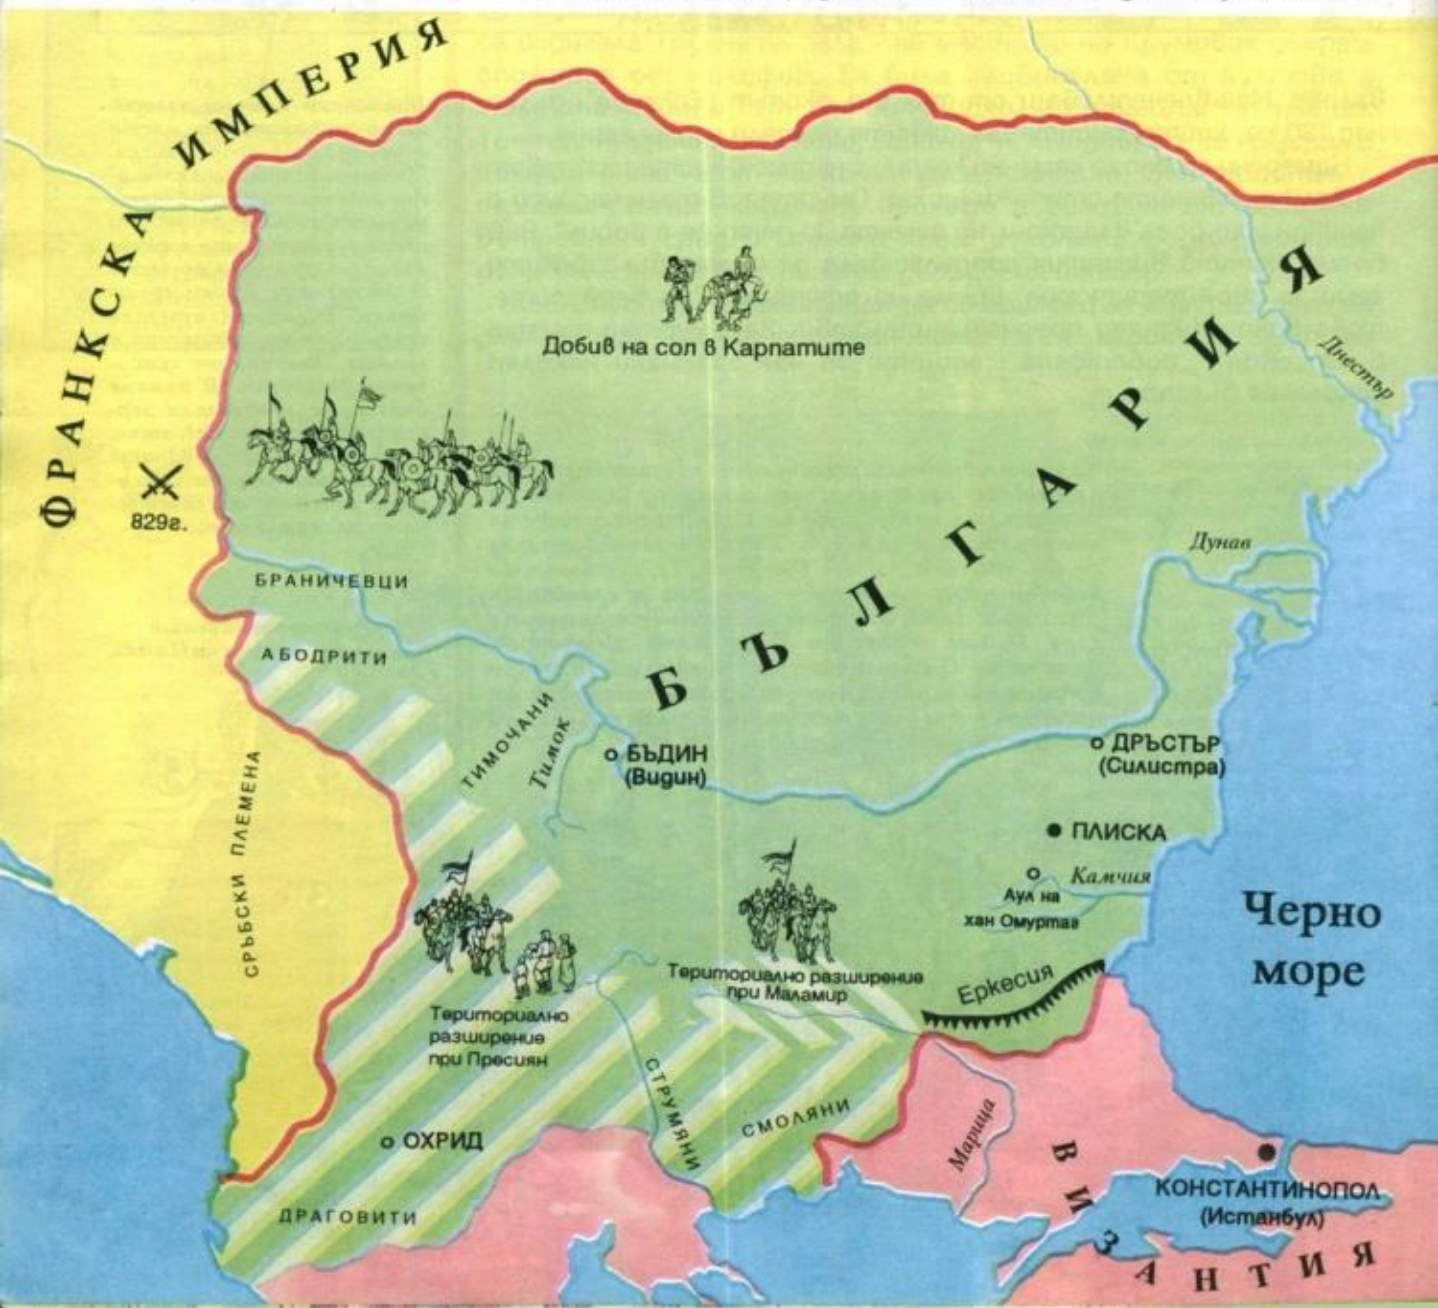 ФРАНКСКА ИМПЕРИЯ
Добив на сол в Карпатите
БЪЛГАРИЯ
Днестър
829г.
Дунав
БРАНИЧЕВЦИ
АБОДРИТИ
ТИМОЧАНИ
Тимок
БЪДИН
(Видин)
ДРЪСТЪР
(Силистра)
ПЛИСКА
Камчия
Аул на
хан Омуртаг
Черно
море
СРЪБСКИ ПЛЕМЕНА
Териториално разширение
при Маламир
Еркесия
Териториално
разширение
при Пресиян
СТРУМЯНИ
СМОЛЯНИ
Марица
ОХРИД
ДРАГОВИТИ
ВИЗАНТИЯ
КОНСТАНТИНОПОЛ
(Истанбул)